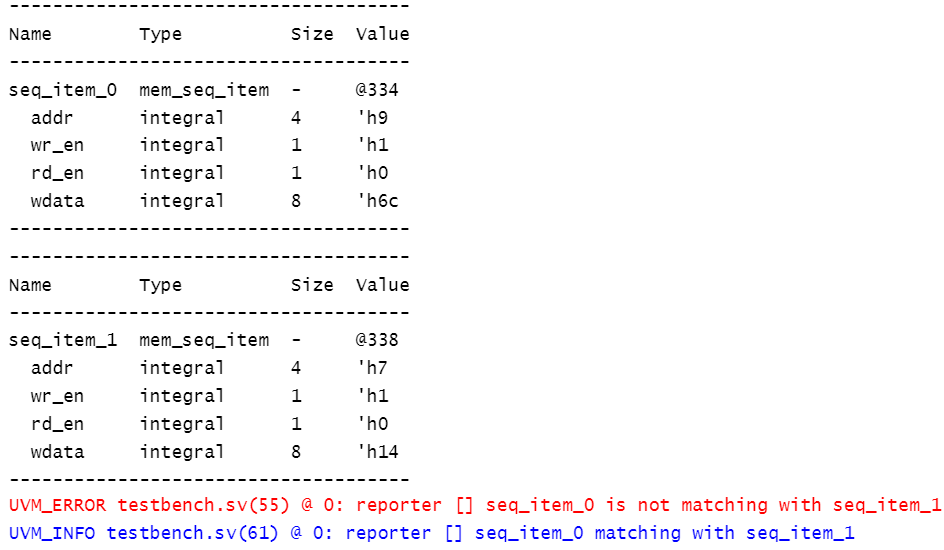 -------------------------------------
Name        Type          Size  Value
-------------------------------------
seq_item_0  mem_seq_item  -     @334
  addr      integral      4     'h9
  wr_en     integral      1     'h1
  rd_en     integral      1     'h0
  wdata     integral      8     'h6c
-------------------------------------
-------------------------------------
Name        Type          Size  Value
-------------------------------------
seq_item_1  mem_seq_item  -     @338
  addr      integral      4     'h7
  wr_en     integral      1     'h1
  rd_en     integral      1     'h0
  wdata     integral      8     'h14
-------------------------------------
UVM_ERROR testbench.sv(55) @ 0: reporter [] seq_item_0 is not matching with seq_item_1
UVM_INFO testbench.sv(61) @ 0: reporter [] seq_item_0 matching with seq_item_1